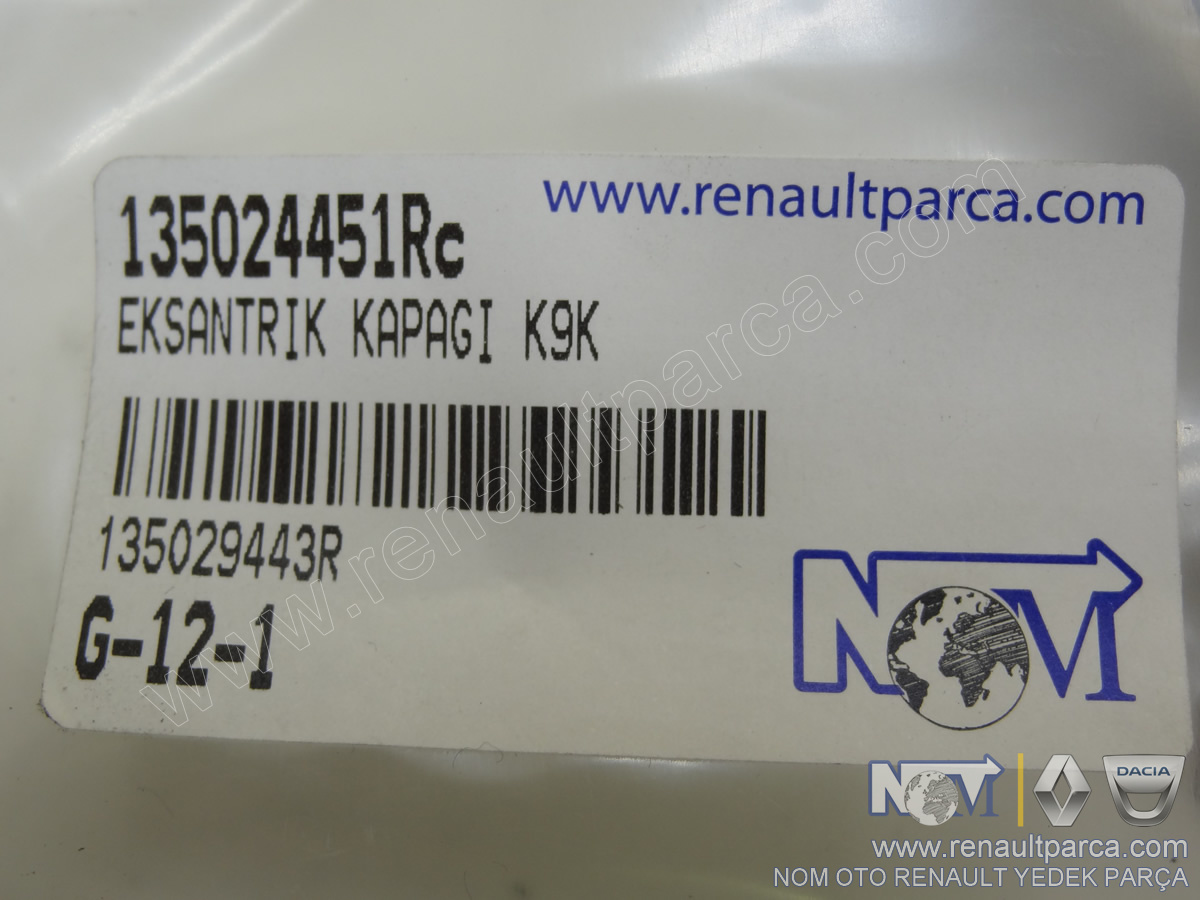 www.renaultparca.com
135024451Rc
EKSANTRIK KAPAGI K9K
135029443R
G-12-1
NOM
www.renaultparca.com
NOM
DACIA
www.renaultparca.com
NOM OTO RENAULT YEDEK PARÇA